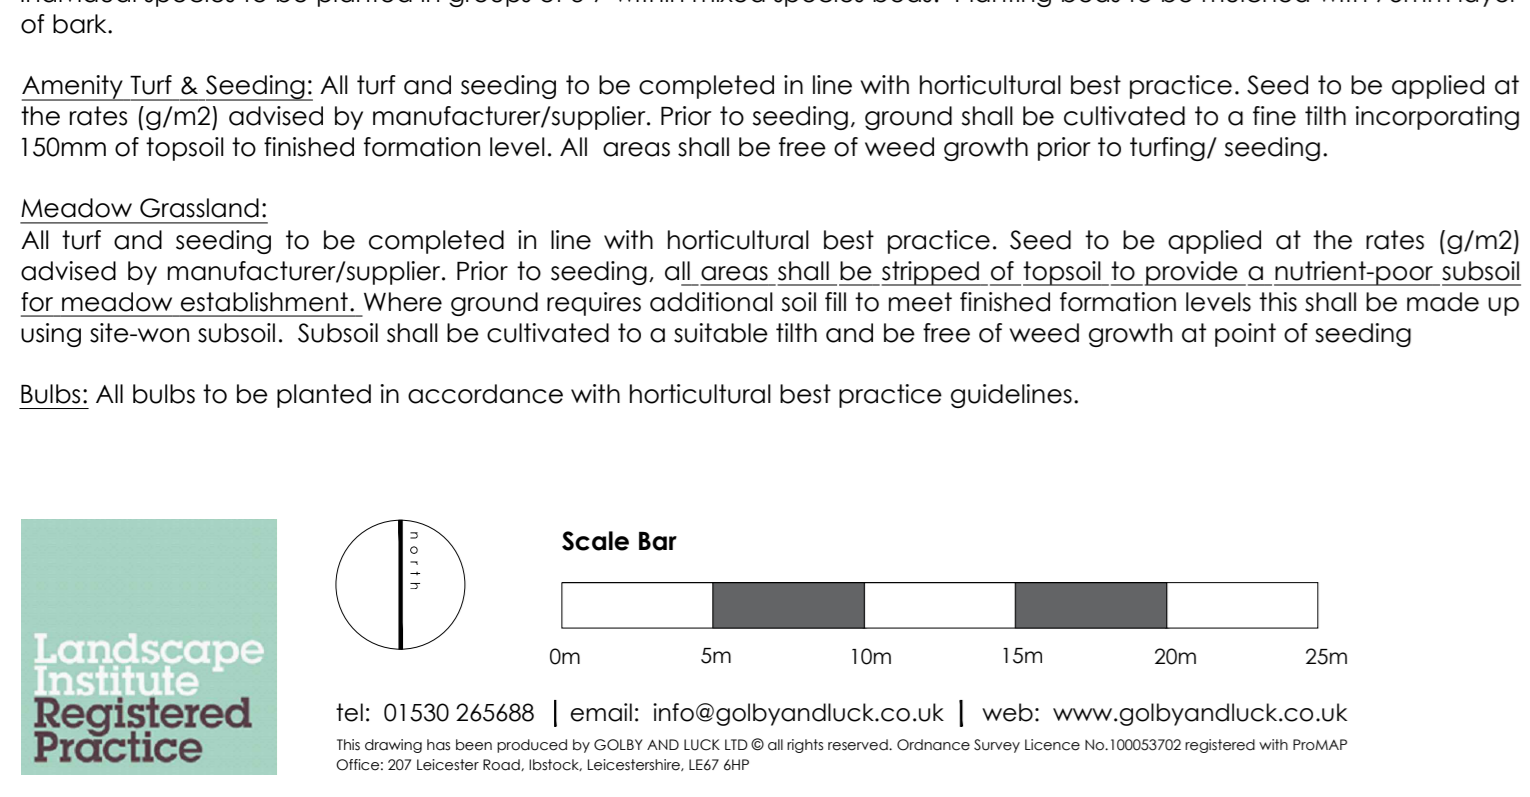 of bark.
Amenity Turf & Seeding: All turf and seeding to be completed in line with horticultural best practice. Seed to be applied at
the rates (g/m2) advised by manufacturer/supplier. Prior to seeding, ground shall be cultivated to a fine tilth incorporating
150mm of topsoil to finished formation level. All areas shall be free of weed growth prior to turfing/ seeding.
Meadow Grassland:
All turf and seeding to be completed in line with horticultural best practice. Seed to be applied at the rates (g/m2)
advised by manufacturer/supplier. Prior to seeding, all areas shall be stripped of topsoil to provide a nutrient-poor subsoil
for meadow establishment. Where ground requires additional soil fill to meet finished formation levels this shall be made up
using site-won subsoil. Subsoil shall be cultivated to a suitable tilth and be free of weed growth at point of seeding
Bulbs: All bulbs to be planted in accordance with horticultural best practice guidelines.
Landscape
Institute
Registered
Practice
north
Scale Bar
0m 5m 10m 15m 20m 25m
tel: 01530 265688 | email: info@golbyandluck.co.uk | web: www.golbyandluck.co.uk
This drawing has been produced by GOLBY AND LUCK LTD © all rights reserved. Ordnance Survey Licence No.100053702 registered with ProMAP
Office: 207 Leicester Road, Ibstock, Leicestershire, LE67 6HP